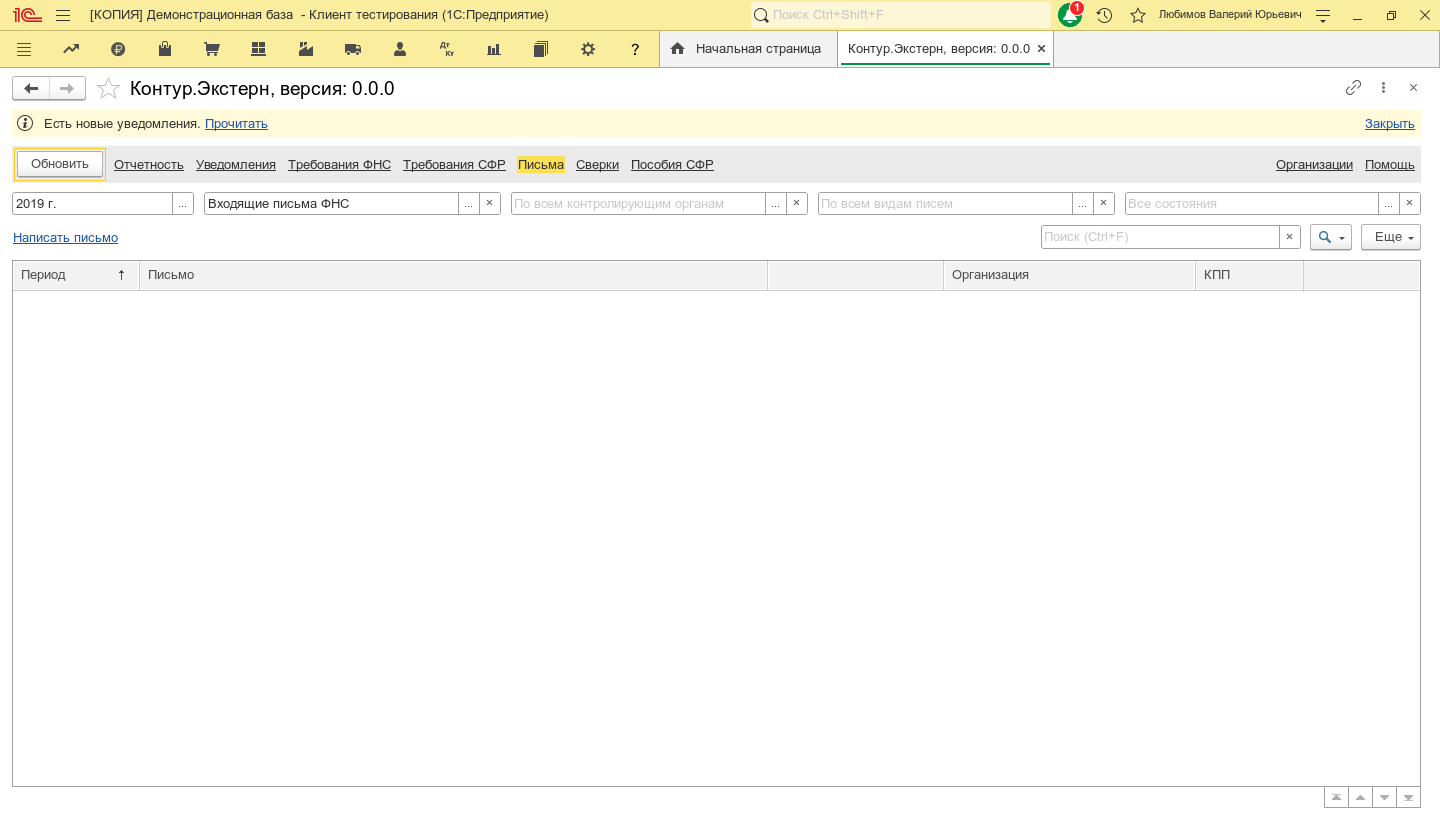 1С [КОПИЯ] Демонстрационная база - Клиент тестирования (1С:Предприятие) Поиск Ctrl+Shift+F 1 Любимов Валерий Юрьевич
Дт Кт ? Начальная страница Контур.Экстерн, версия: 0.0.0 ×
Контур.Экстерн, версия: 0.0.0
Есть новые уведомления. Прочитать Закрыть
Обновить Отчетность Уведомления Требования ФНС Требования СФР Письма Сверки Пособия СФР Организации Помощь
2019 г. ... Входящие письма ФНС ... × По всем контролирующим органам ... × По всем видам писем ... × Все состояния ... ×
Написать письмо Поиск (Ctrl+F) × Еще
Период ↑ Письмо Организация КПП